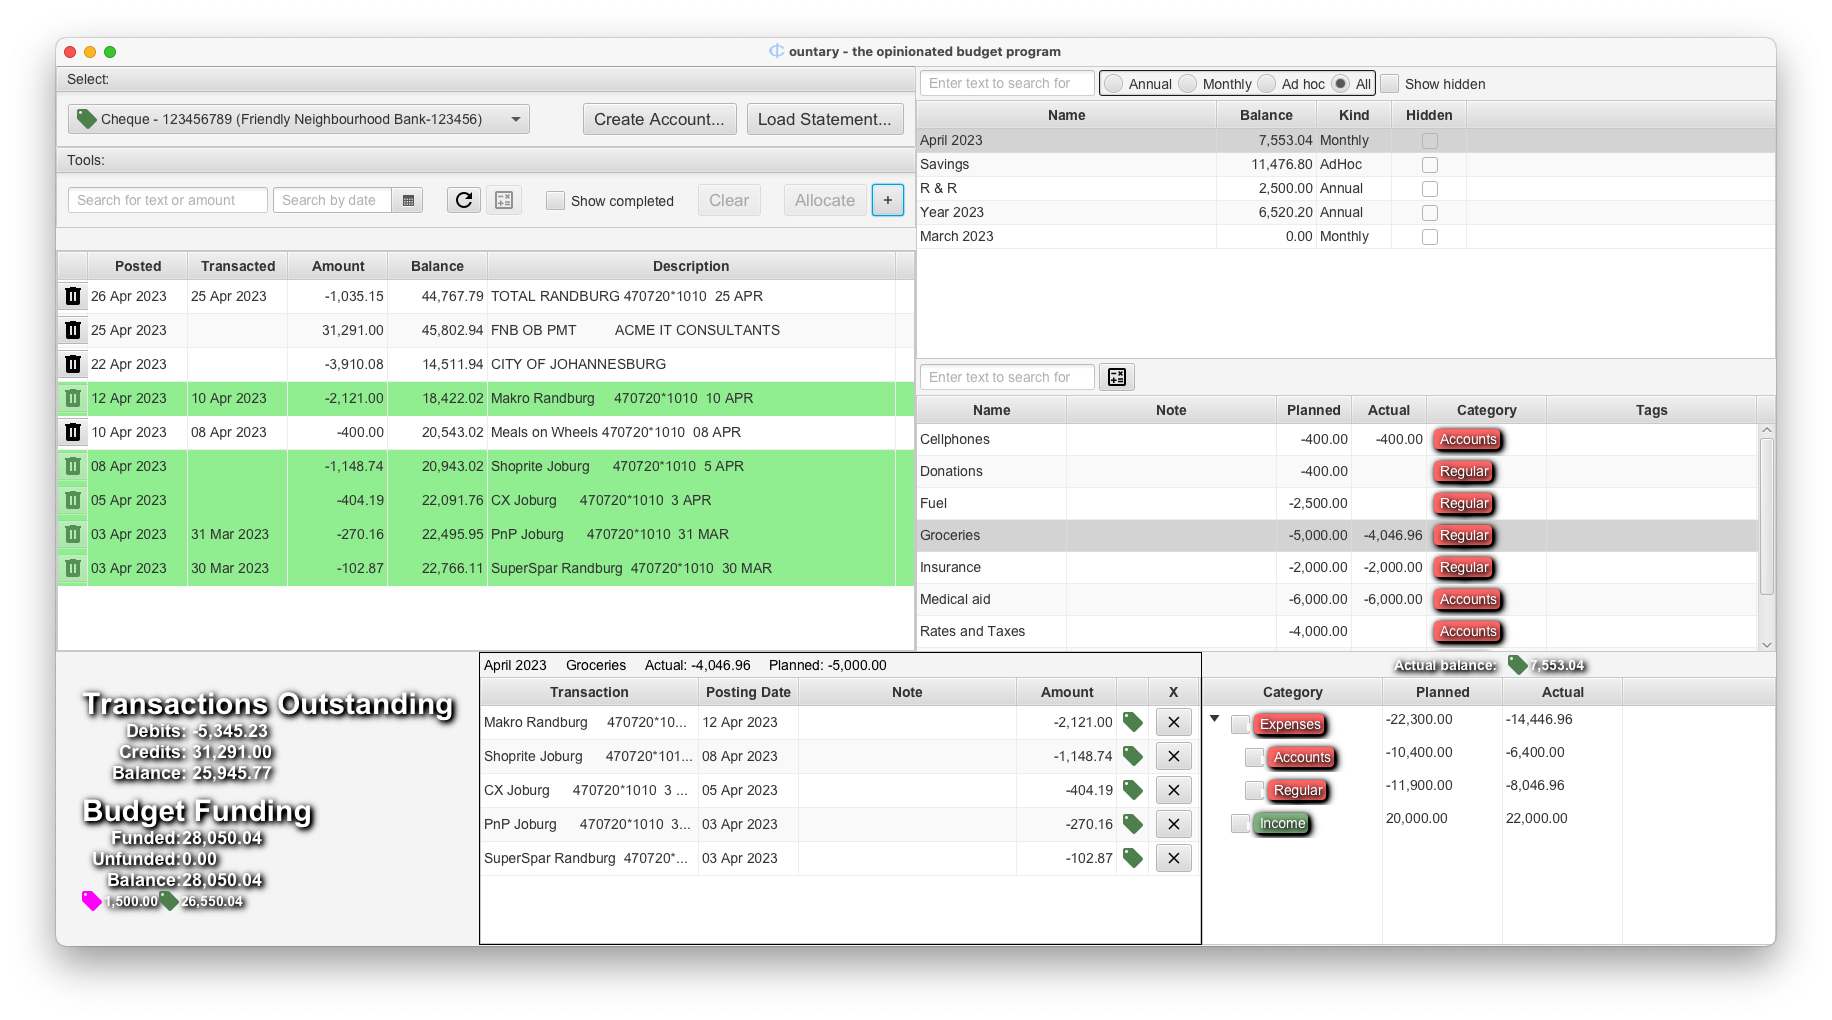 ountary - the opinionated budget program
Select:
Cheque - 123456789 (Friendly Neighbourhood Bank-123456)
Create Account...
Load Statement...
Tools:
Search for text or amount
Search by date
Show completed
Clear
Allocate
+
Posted Transacted Amount Balance Description
26 Apr 2023 25 Apr 2023 -1,035.15 44,767.79 TOTAL RANDBURG 470720*1010 25 APR
25 Apr 2023 31,291.00 45,802.94 FNB OB PMT ACME IT CONSULTANTS
22 Apr 2023 -3,910.08 14,511.94 CITY OF JOHANNESBURG
12 Apr 2023 10 Apr 2023 -2,121.00 18,422.02 Makro Randburg 470720*1010 10 APR
10 Apr 2023 08 Apr 2023 -400.00 20,543.02 Meals on Wheels 470720*1010 08 APR
08 Apr 2023 -1,148.74 20,943.02 Shoprite Joburg 470720*1010 5 APR
05 Apr 2023 -404.19 22,091.76 CX Joburg 470720*1010 3 APR
03 Apr 2023 31 Mar 2023 -270.16 22,495.95 PnP Joburg 470720*1010 31 MAR
03 Apr 2023 30 Mar 2023 -102.87 22,766.11 SuperSpar Randburg 470720*1010 30 MAR
Enter text to search for
Annual Monthly Ad hoc All
Show hidden
Name Balance Kind Hidden
April 2023 7,553.04 Monthly
Savings 11,476.80 AdHoc
R & R 2,500.00 Annual
Year 2023 6,520.20 Annual
March 2023 0.00 Monthly
Enter text to search for
Name Note Planned Actual Category Tags
Cellphones -400.00 -400.00 Accounts
Donations -400.00 Regular
Fuel -2,500.00 Regular
Groceries -5,000.00 -4,046.96 Regular
Insurance -2,000.00 -2,000.00 Regular
Medical aid -6,000.00 -6,000.00 Accounts
Rates and Taxes -4,000.00 Accounts
Transactions Outstanding
Debits: -5,345.23
Credits: 31,291.00
Balance: 25,945.77
Budget Funding
Funded:28,050.04
Unfunded:0.00
Balance:28,050.04
1,500.00 26,550.04
April 2023 Groceries Actual: -4,046.96 Planned: -5,000.00
Transaction Posting Date Note Amount X
Makro Randburg 470720*10... 12 Apr 2023 -2,121.00
Shoprite Joburg 470720*101... 08 Apr 2023 -1,148.74
CX Joburg 470720*1010 3 ... 05 Apr 2023 -404.19
PnP Joburg 470720*1010 3... 03 Apr 2023 -270.16
SuperSpar Randburg 470720*... 03 Apr 2023 -102.87
Actual balance: 7,553.04
Category Planned Actual
Expenses -22,300.00 -14,446.96
Accounts -10,400.00 -6,400.00
Regular -11,900.00 -8,046.96
Income 20,000.00 22,000.00